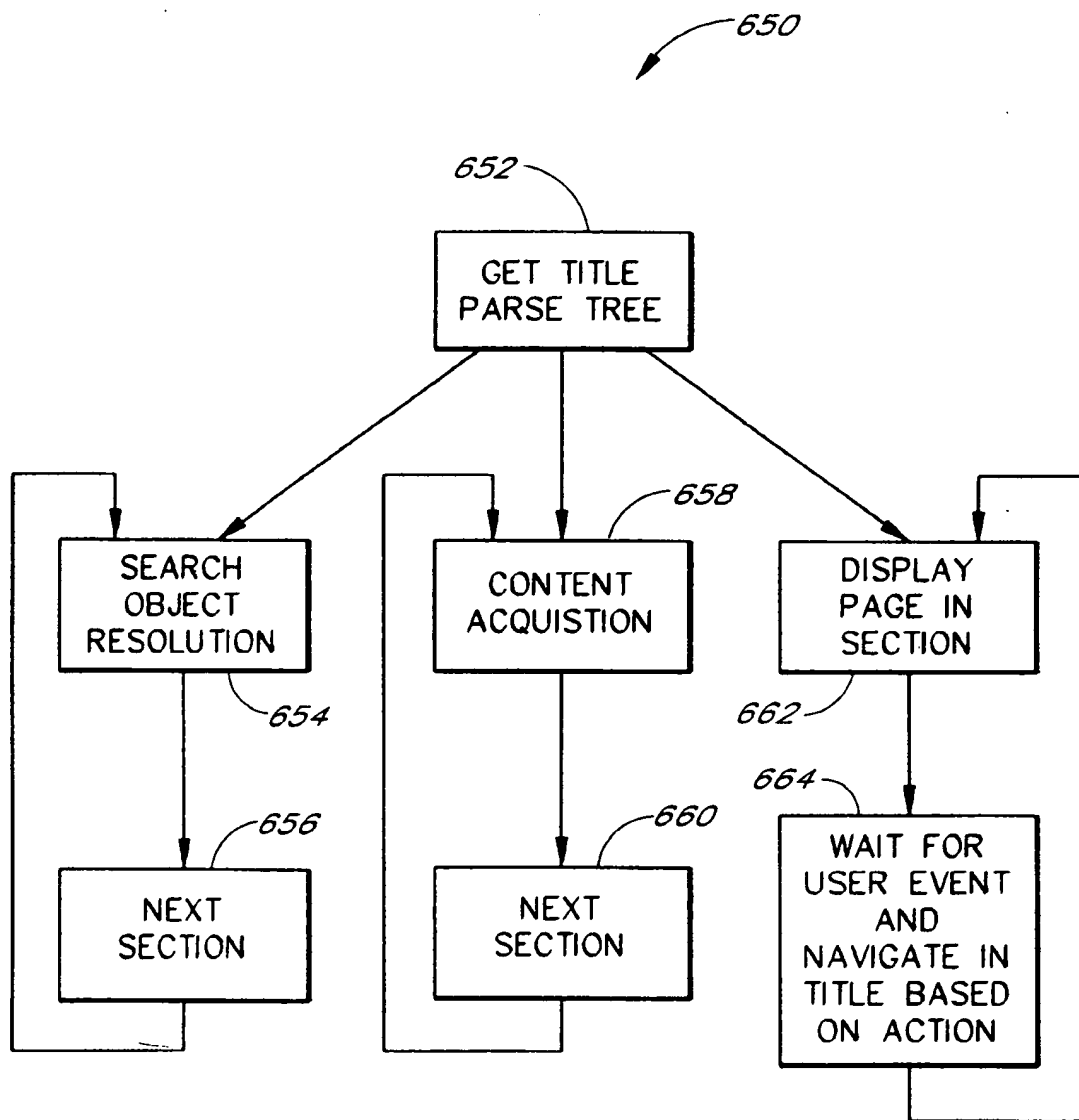 650
652
GET TITLE
PARSE TREE
658
SEARCH
OBJECT
RESOLUTION
CONTENT
ACQUISTION
DISPLAY
PAGE IN
SECTION
654
662
656
660
664
NEXT
SECTION
NEXT
SECTION
WAIT FOR
USER EVENT
AND
NAVIGATE IN
TITLE BASED
ON ACTION